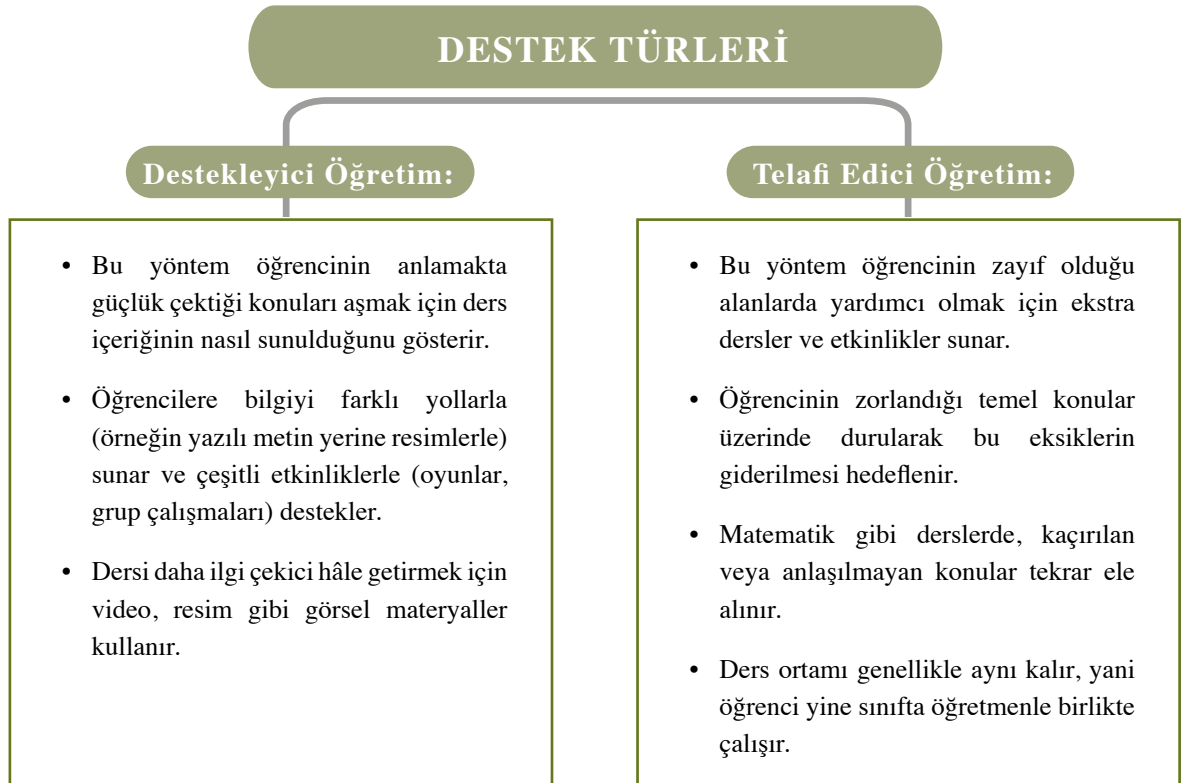 DESTEK TÜRLERİ
Destekleyici Öğretim:
• Bu yöntem öğrencinin anlamakta
güçlük çektiği konuları aşmak için ders
içeriğinin nasıl sunulduğunu gösterir.
• Öğrencilere bilgiyi farklı yollarla
(örneğin yazılı metin yerine resimlerle)
sunar ve çeşitli etkinliklerle (oyunlar,
grup çalışmaları) destekler.
• Dersi daha ilgi çekici hâle getirmek için
video, resim gibi görsel materyaller
kullanır.
Telafi Edici Öğretim:
• Bu yöntem öğrencinin zayıf olduğu
alanlarda yardımcı olmak için ekstra
dersler ve etkinlikler sunar.
• Öğrencinin zorlandığı temel konular
üzerinde durularak bu eksiklerin
giderilmesi hedeflenir.
• Matematik gibi derslerde, kaçırılan
veya anlaşılmayan konular tekrar ele
alınır.
• Ders ortamı genellikle aynı kalır, yani
öğrenci yine sınıfta öğretmenle birlikte
çalışır.